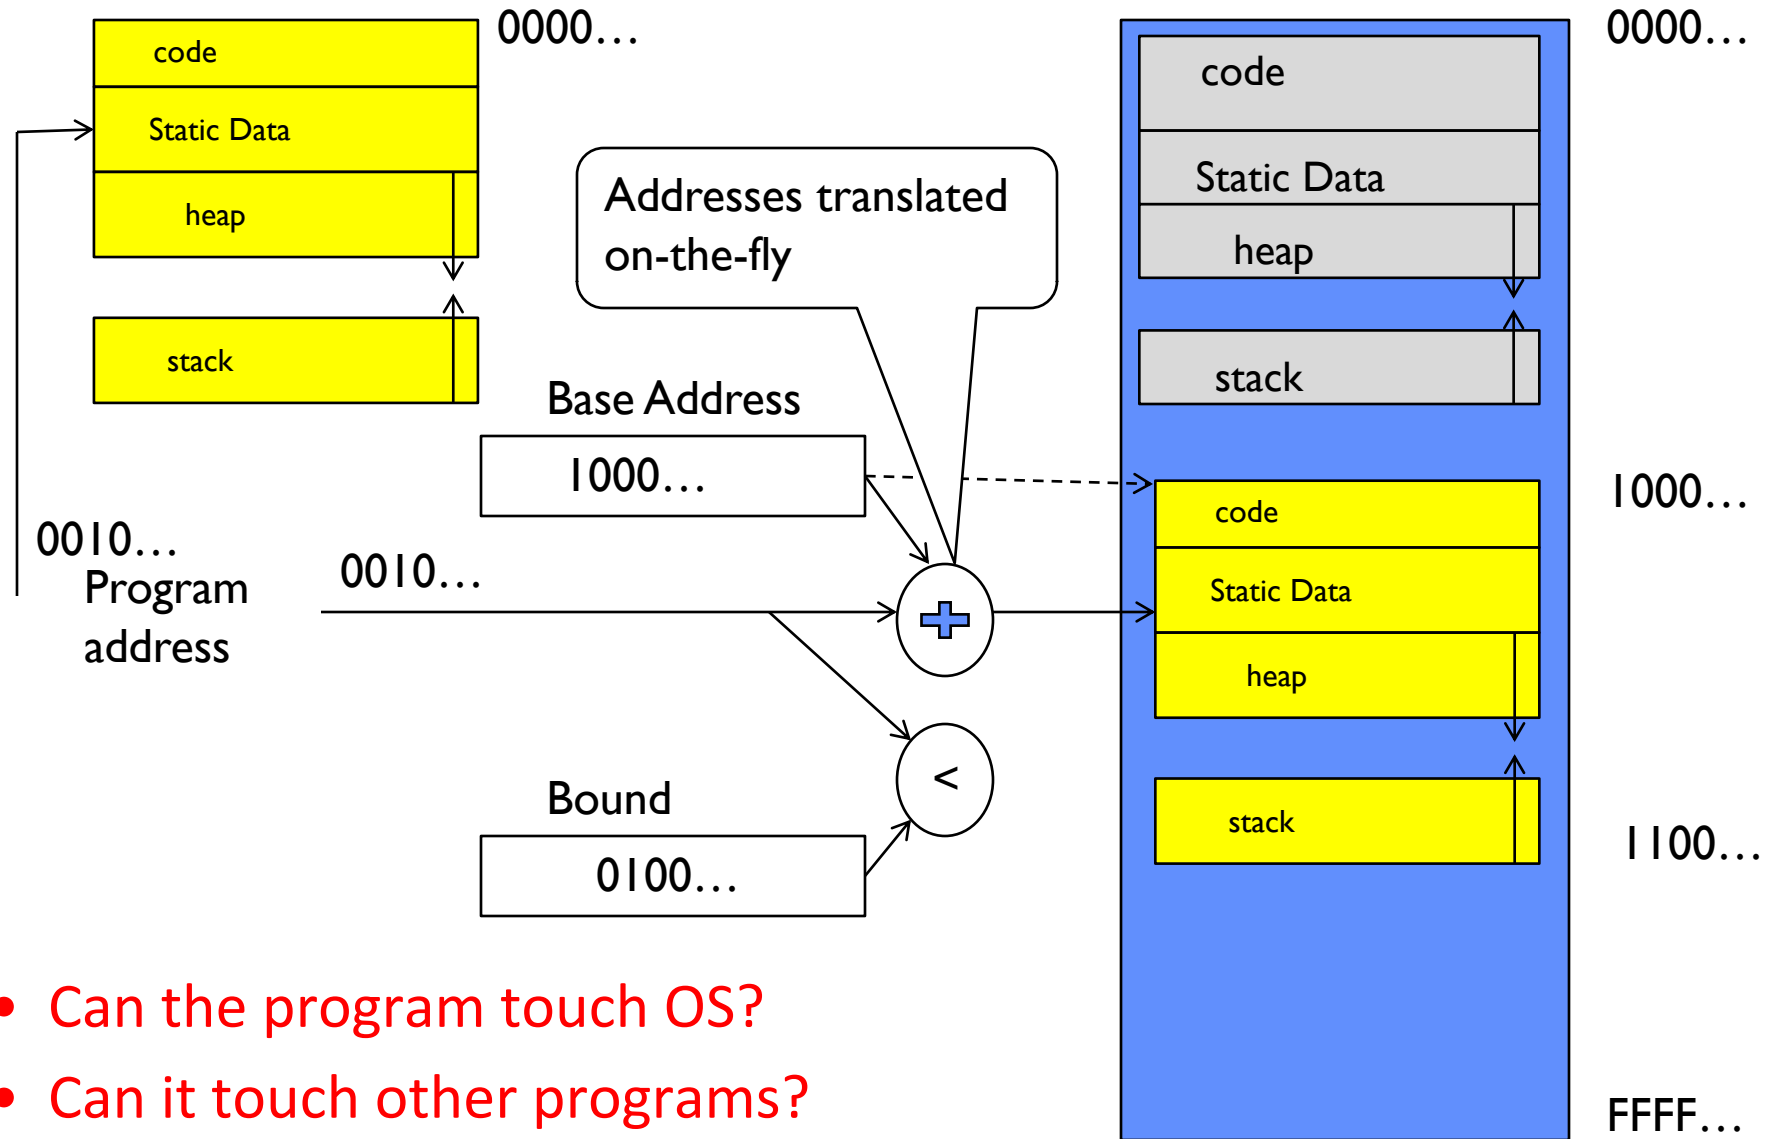 0000…
code
Static Data
heap
stack
0010…
Program
address
0010…
Addresses translated
on-the-fly
Base Address
1000…
+
<
Bound
0100…
0000…
code
Static Data
heap
stack
1000…
code
Static Data
heap
stack
1100…
FFFF…
• Can the program touch OS?
• Can it touch other programs?